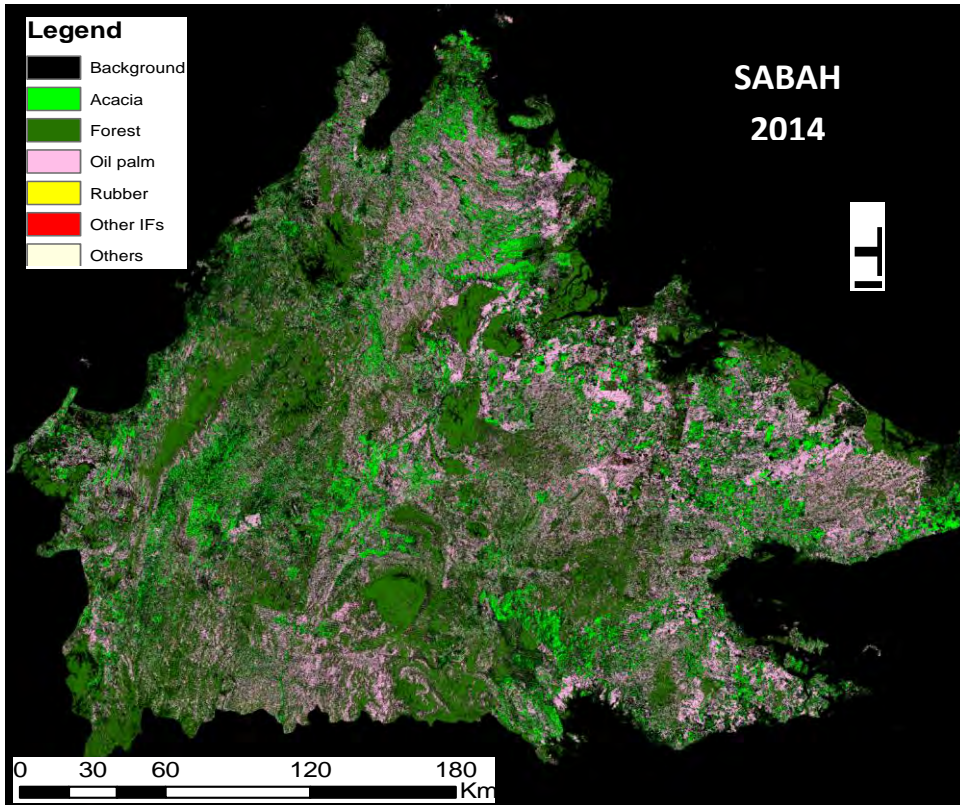 Legend
Background
Acacia
Forest
Oil palm
Rubber
Other IFs
Others
SABAH
2014
0 30 60 120 180
Km